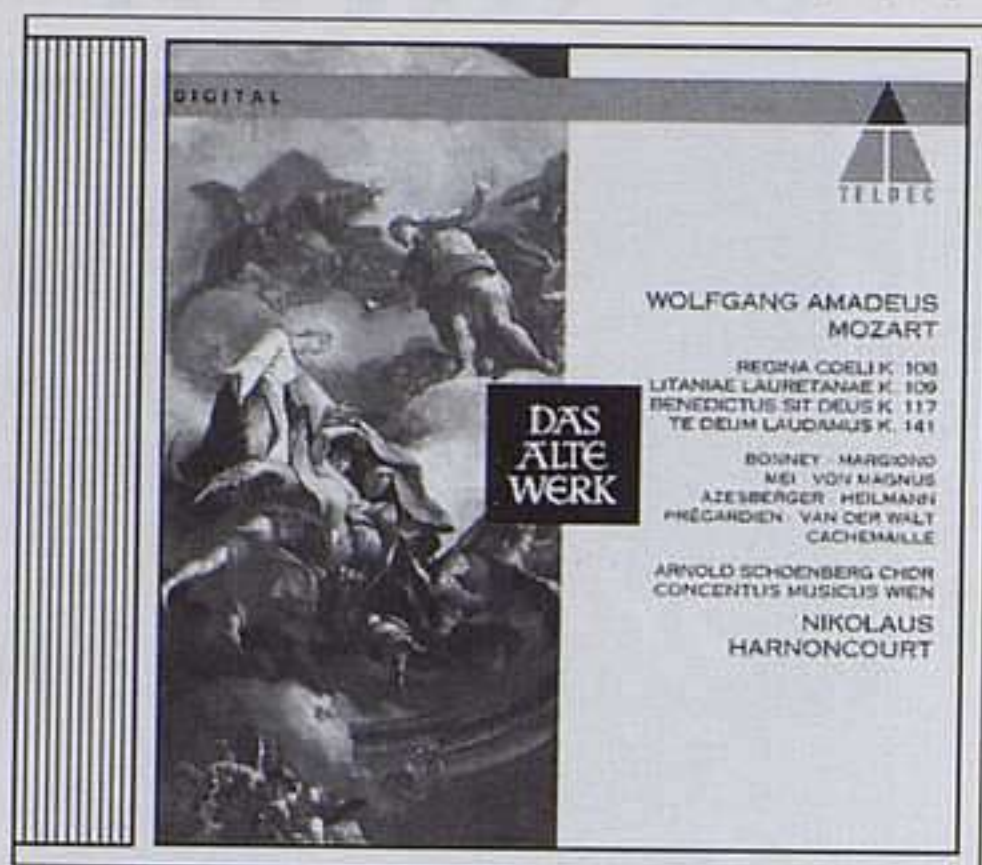 DIGITAL
TELDEC
WOLFGANG AMADEUS
MOZART
REGINA COELI K. 108
LITANIAE LAURETANAE K. 109
BENEDICTUS SIT DEUS K. 117
TE DEUM LAUDAMUS K. 141
DAS
ALTE
WERK
BONNEY · MARGIONO
MEI · VON MAGNUS
AZESBERGER · HEILMANN
PRÉGARDIEN · VAN DER WALT
CACHEMAILLE
ARNOLD SCHOENBERG CHOR
CONCENTUS MUSICUS WIEN
NIKOLAUS
HARNONCOURT